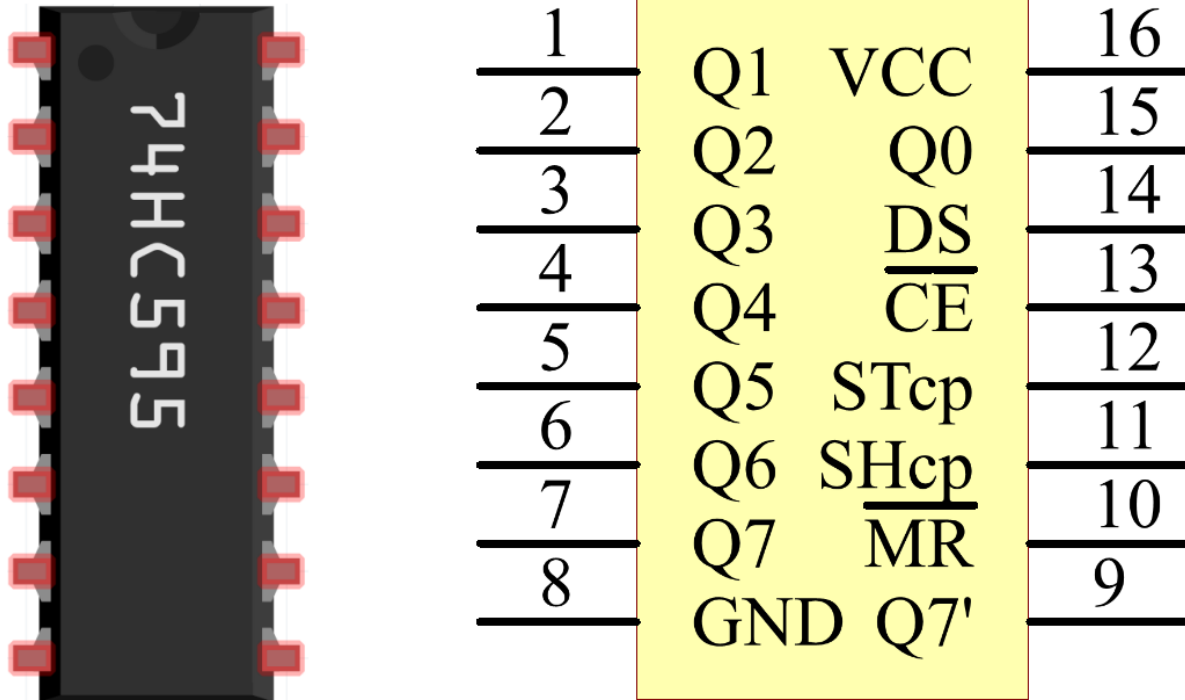 74HC595
1 16
Q1 VCC
2 15
Q2 Q0
3 14
Q3 DS
4 13
Q4 CE
5 12
Q5 STcp
6 11
Q6 SHcp
7 10
Q7 MR
8 9
GND Q7'